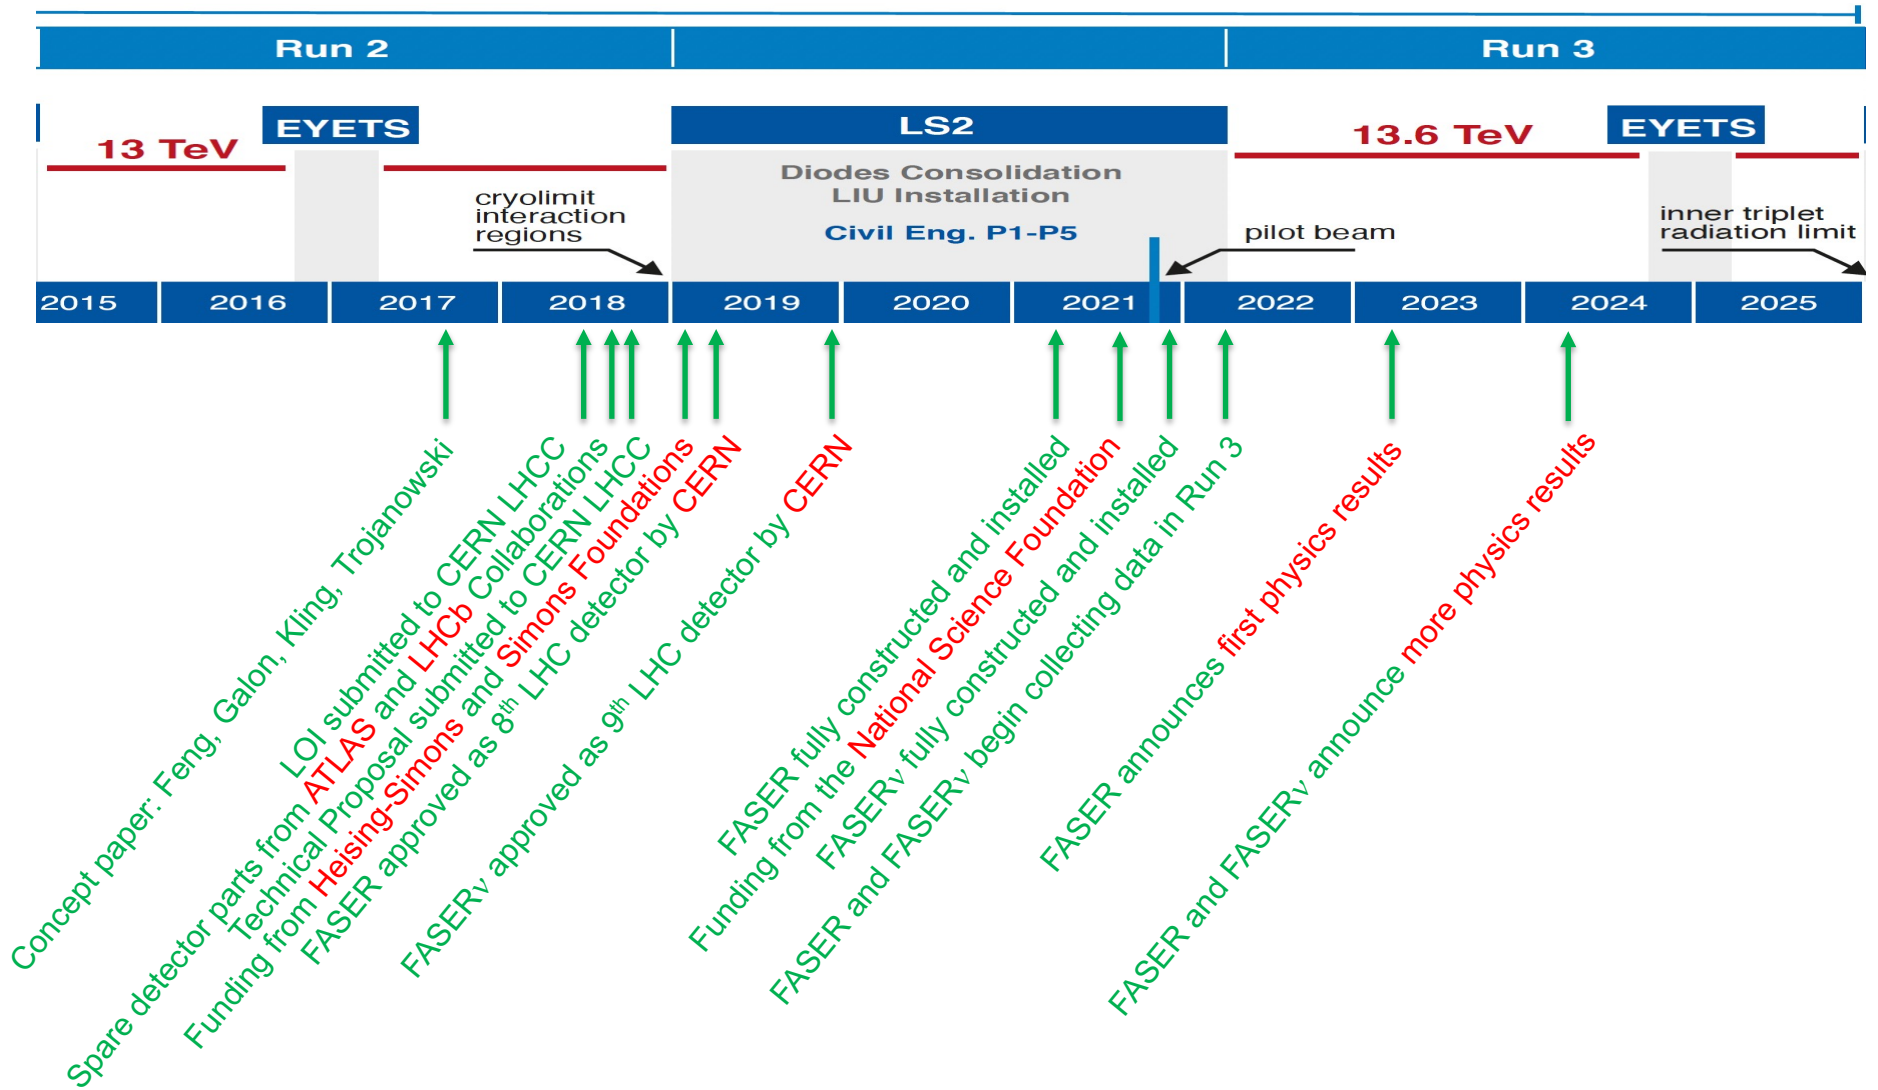 Run 2
Run 3
EYETS
LS2
EYETS
13 TeV
13.6 TeV
Diodes Consolidation
LIU Installation
Civil Eng. P1-P5
cryolimit
interaction
regions
pilot beam
inner triplet
radiation limit
2015
2016
2017
2018
2019
2020
2021
2022
2023
2024
2025
Concept paper: Feng, Galon, Kling, Trojanowski
LOI submitted to CERN LHCC
Spare detector parts from ATLAS and LHCb Collaborations
Technical Proposal submitted to CERN LHCC
Funding from Heising-Simons and Simons Foundations
FASER approved as 8th LHC detector by CERN
FASERν approved as 9th LHC detector by CERN
FASER fully constructed and installed
Funding from the National Science Foundation
FASERν fully constructed and installed
FASER and FASERν begin collecting data in Run 3
FASER announces first physics results
FASER and FASERν announce more physics results